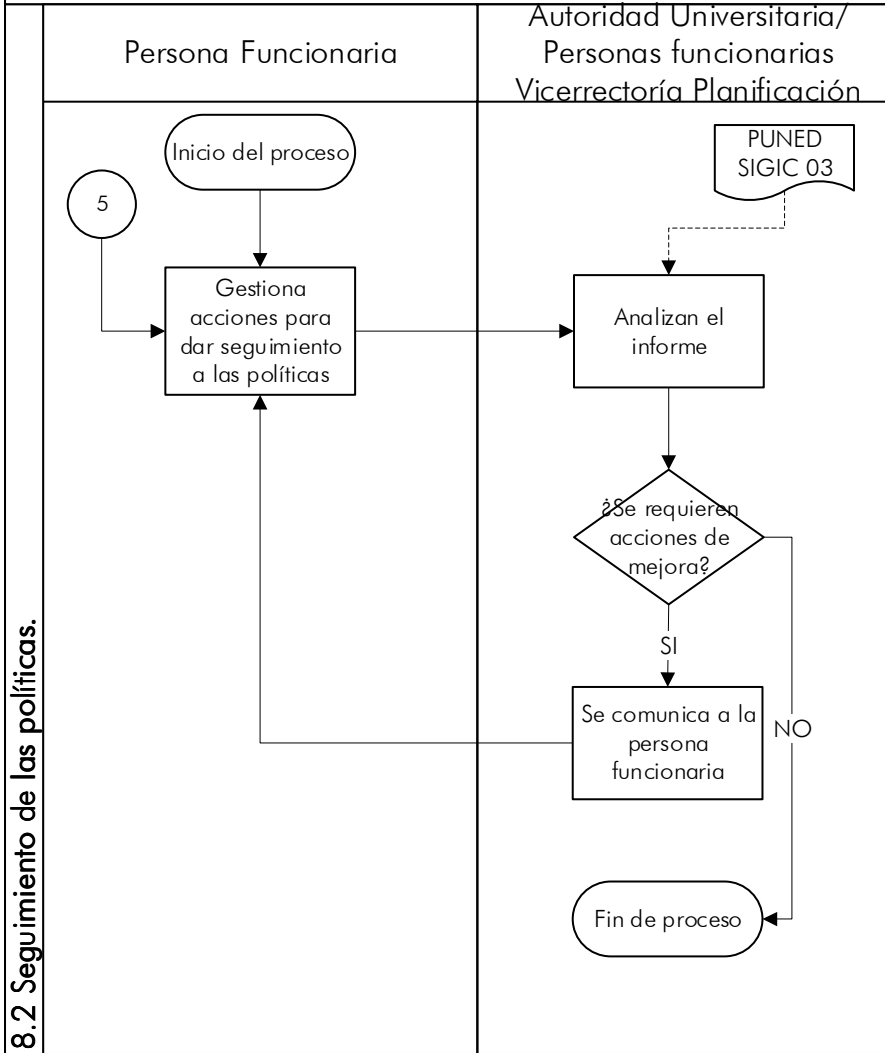 Persona Funcionaria
Autoridad Universitaria/
Personas funcionarias
Vicerrectoría Planificación
8.2 Seguimiento de las políticas.
Inicio del proceso
5
Gestiona
acciones para
dar seguimiento
a las políticas
PUNED
SIGIC 03
Analizan el
informe
¿Se requieren
acciones de
mejora?
SI
Se comunica a la
persona
funcionaria
NO
Fin de proceso